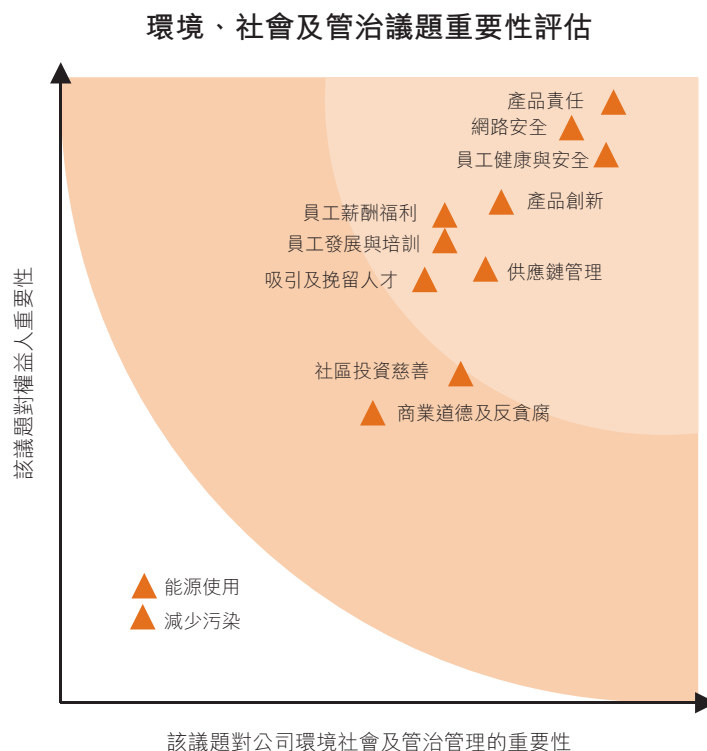 環境、社會及管治議題重要性評估
產品責任
網路安全
員工健康與安全
產品創新
員工薪酬福利
員工發展與培訓
吸引及挽留人才
供應鏈管理
社區投資慈善
商業道德及反貪腐
該議題對權益人重要性
能源使用
減少污染
該議題對公司環境社會及管治管理的重要性